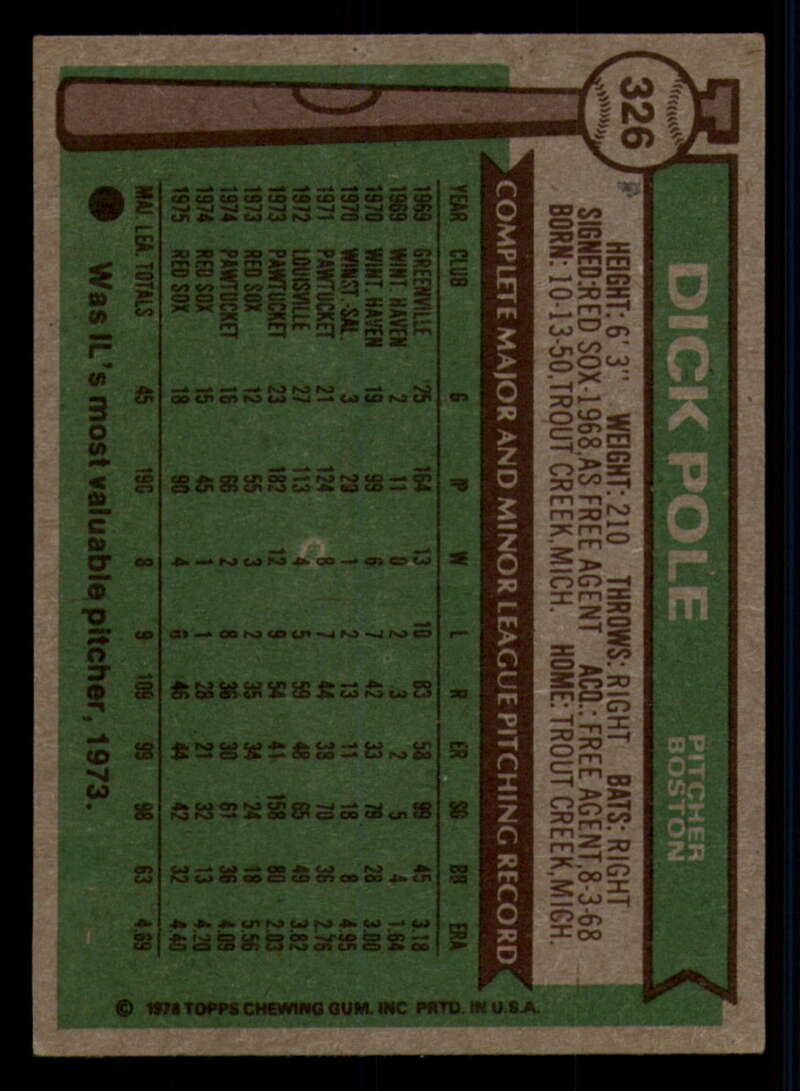 326
DICK POLE
PITCHER
BOSTON
HEIGHT: 6'3" WEIGHT: 210 THROWS: RIGHT BATS: RIGHT
SIGNED: RED SOX-1968, AS FREE AGENT ACQ.: FREE AGENT, 8-3-68
BORN: 10-13-50, TROUT CREEK, MICH. HOME: TROUT CREEK, MICH.
COMPLETE MAJOR AND MINOR LEAGUE PITCHING RECORD
YEAR CLUB G IP W L R ER SO BB ERA
1969 GREENVILLE 25 164 13 10 83 58 99 45 3.18
1969 WINT. HAVEN 2 11 0 2 3 2 5 4 1.64
1970 WINT. HAVEN 19 99 6 7 42 33 79 28 3.00
1970 WINST.-SAL. 3 20 1 2 13 11 18 8 4.95
1971 PAWTUCKET 21 124 8 7 44 38 70 36 2.76
1972 LOUISVILLE 27 113 4 5 59 48 65 49 3.82
1973 PAWTUCKET 23 182 12 9 54 41 158 80 2.03
1973 RED SOX 12 55 3 2 35 34 24 18 5.56
1974 PAWTUCKET 16 66 2 8 36 30 61 36 4.09
1974 RED SOX 15 45 1 1 28 21 32 13 4.20
1975 RED SOX 18 90 4 6 46 44 42 32 4.40
MAJ. LEA. TOTALS 45 190 8 9 109 99 98 63 4.69
Was IL's most valuable pitcher, 1973.
© 1976 TOPPS CHEWING GUM, INC PRTD. IN U.S.A.